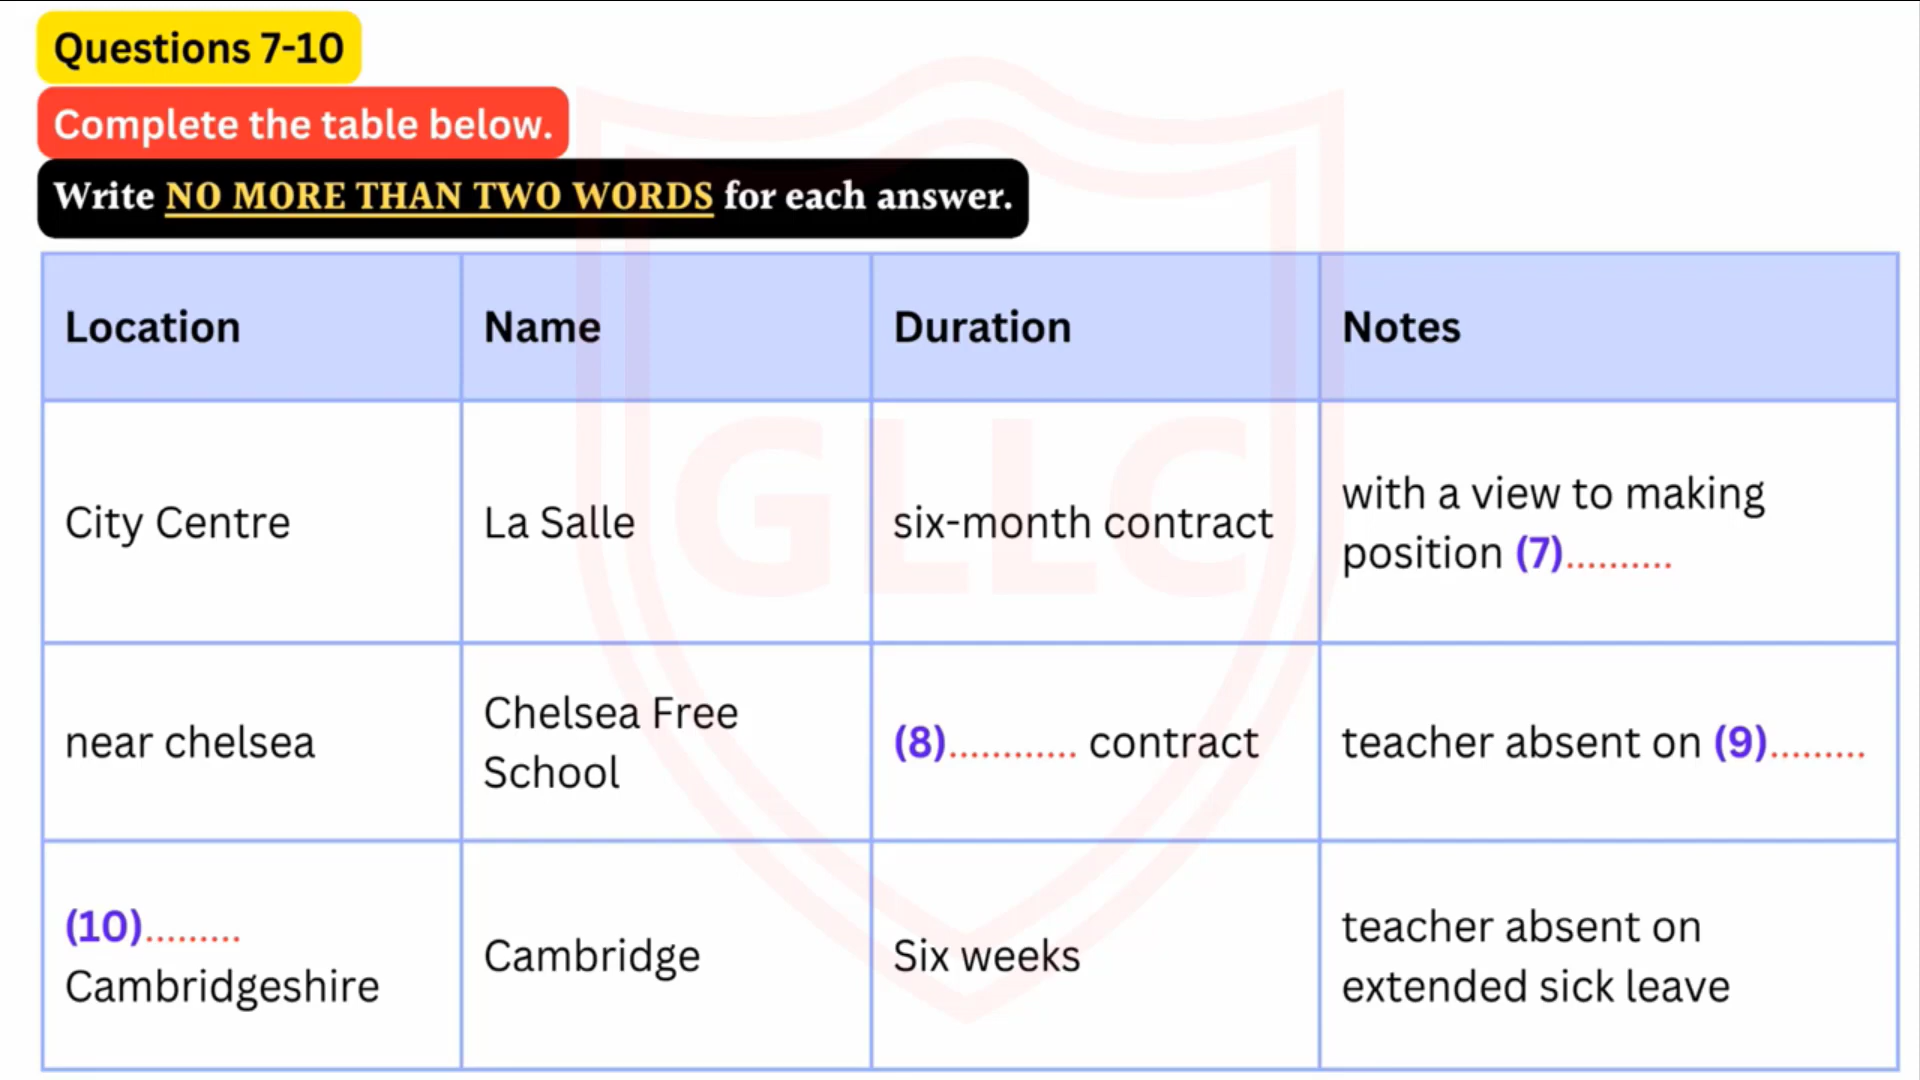 Questions 7-10
Complete the table below.
Write NO MORE THAN TWO WORDS for each answer.
Location Name Duration Notes
City Centre La Salle six-month contract with a view to making
position (7)..........
near chelsea Chelsea Free
School (8)............ contract teacher absent on (9).........
(10).........
Cambridgeshire Cambridge Six weeks teacher absent on
extended sick leave
GLLC